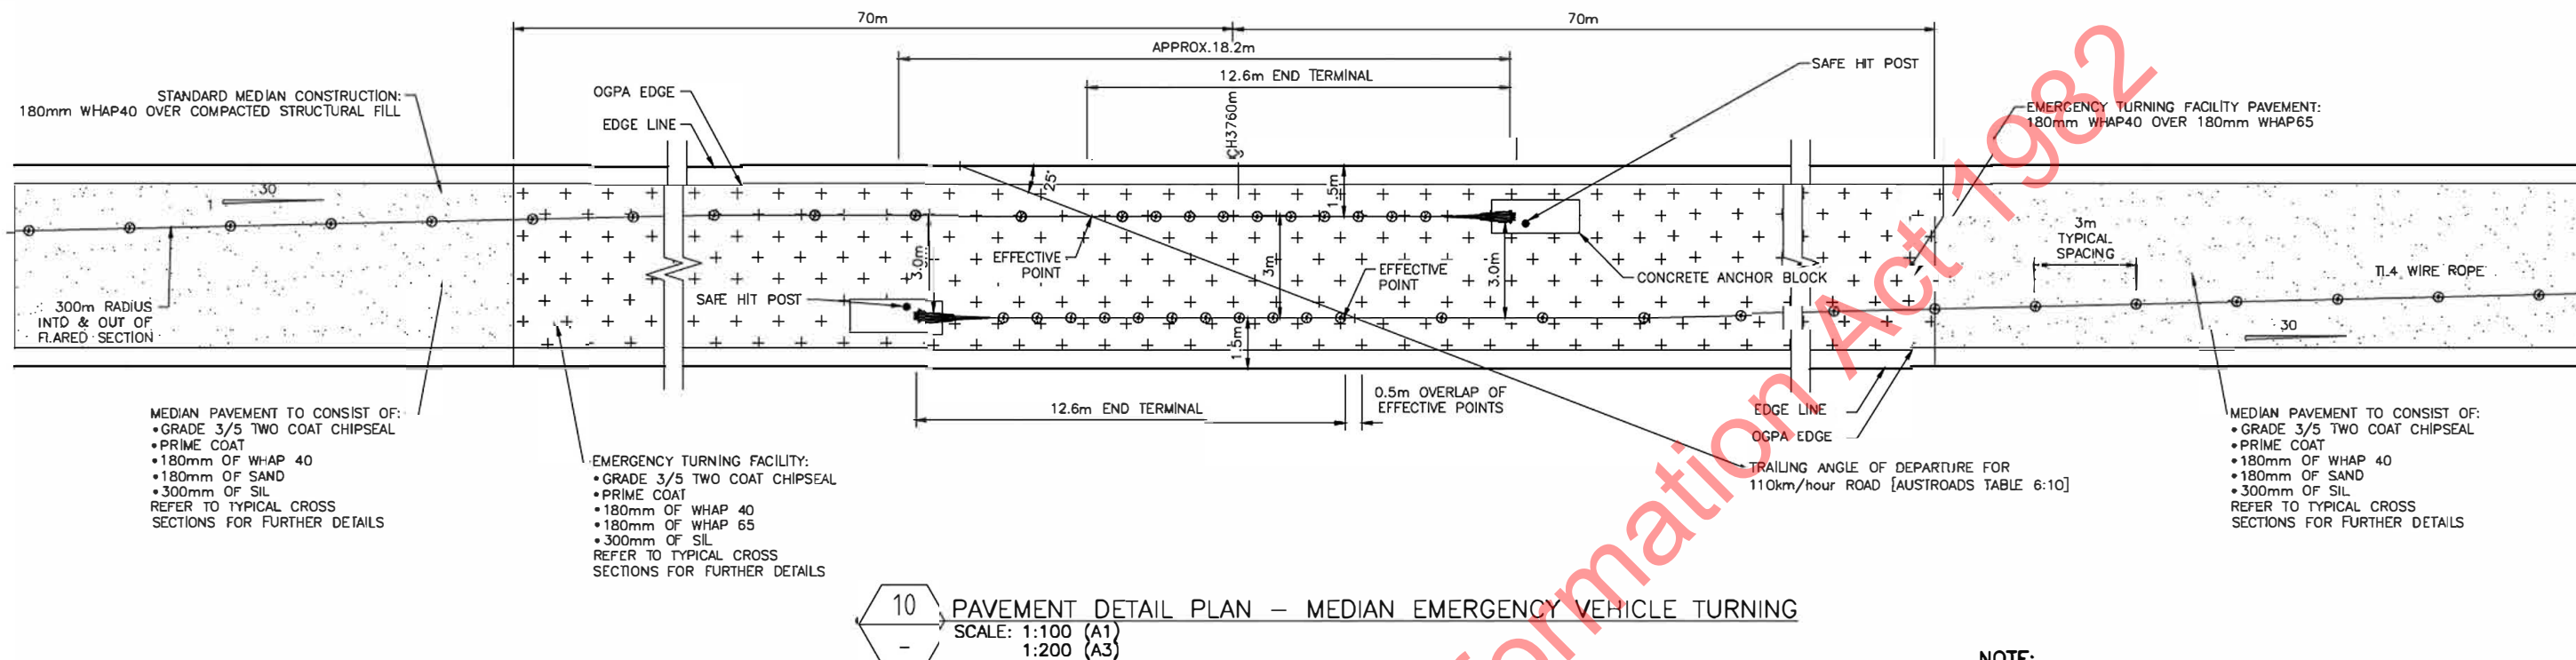 70m
70m
APPROX.18.2m
12.6m END TERMINAL
SAFE HIT POST
STANDARD MEDIAN CONSTRUCTION:
180mm WHAP40 OVER COMPACTED STRUCTURAL FILL
OGPA EDGE
EDGE LINE
CH3760m
EMERGENCY TURNING FACILITY PAVEMENT:
180mm WHAP40 OVER 180mm WHAP65
30
1
25°
1.5m
3m
TYPICAL
SPACING
TL4 WIRE ROPE
300m RADIUS
INTO & OUT OF
FLARED SECTION
SAFE HIT POST
3.0m
EFFECTIVE
POINT
3m
EFFECTIVE
POINT
3.0m
CONCRETE ANCHOR BLOCK
30
1.5m
MEDIAN PAVEMENT TO CONSIST OF:
•GRADE 3/5 TWO COAT CHIPSEAL
•PRIME COAT
•180mm OF WHAP 40
•180mm OF SAND
•300mm OF SIL
REFER TO TYPICAL CROSS
SECTIONS FOR FURTHER DETAILS
EMERGENCY TURNING FACILITY:
•GRADE 3/5 TWO COAT CHIPSEAL
•PRIME COAT
•180mm OF WHAP 40
•180mm OF WHAP 65
•300mm OF SIL
REFER TO TYPICAL CROSS
SECTIONS FOR FURTHER DETAILS
12.6m END TERMINAL
0.5m OVERLAP OF
EFFECTIVE POINTS
EDGE LINE
OGPA EDGE
TRAILING ANGLE OF DEPARTURE FOR
110km/hour ROAD [AUSTROADS TABLE 6:10]
MEDIAN PAVEMENT TO CONSIST OF:
•GRADE 3/5 TWO COAT CHIPSEAL
•PRIME COAT
•180mm OF WHAP 40
•180mm OF SAND
•300mm OF SIL
REFER TO TYPICAL CROSS
SECTIONS FOR FURTHER DETAILS
10
-
PAVEMENT DETAIL PLAN – MEDIAN EMERGENCY VEHICLE TURNING
SCALE: 1:100 (A1)
1:200 (A3)
NOTE:
formation Act 1982